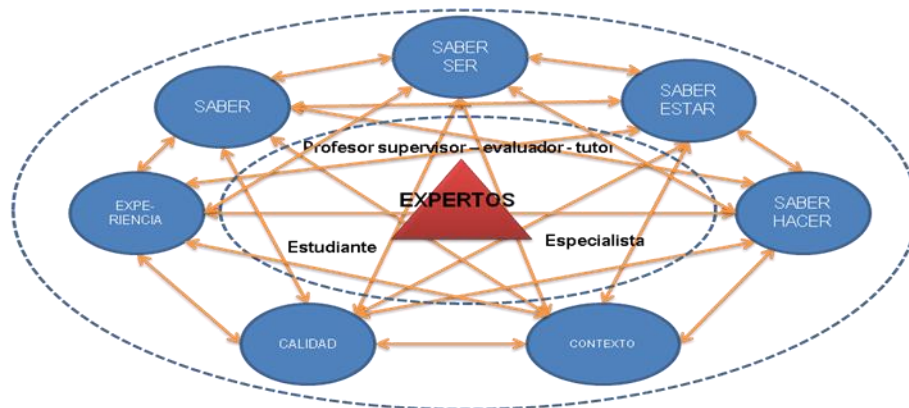 SABER
SER
SABER
SABER
ESTAR
Profesor supervisor – evaluador - tutor
EXPE-
RIENCIA
EXPERTOS
SABER
HACER
Estudiante
Especialista
CALIDAD
CONTEXTO